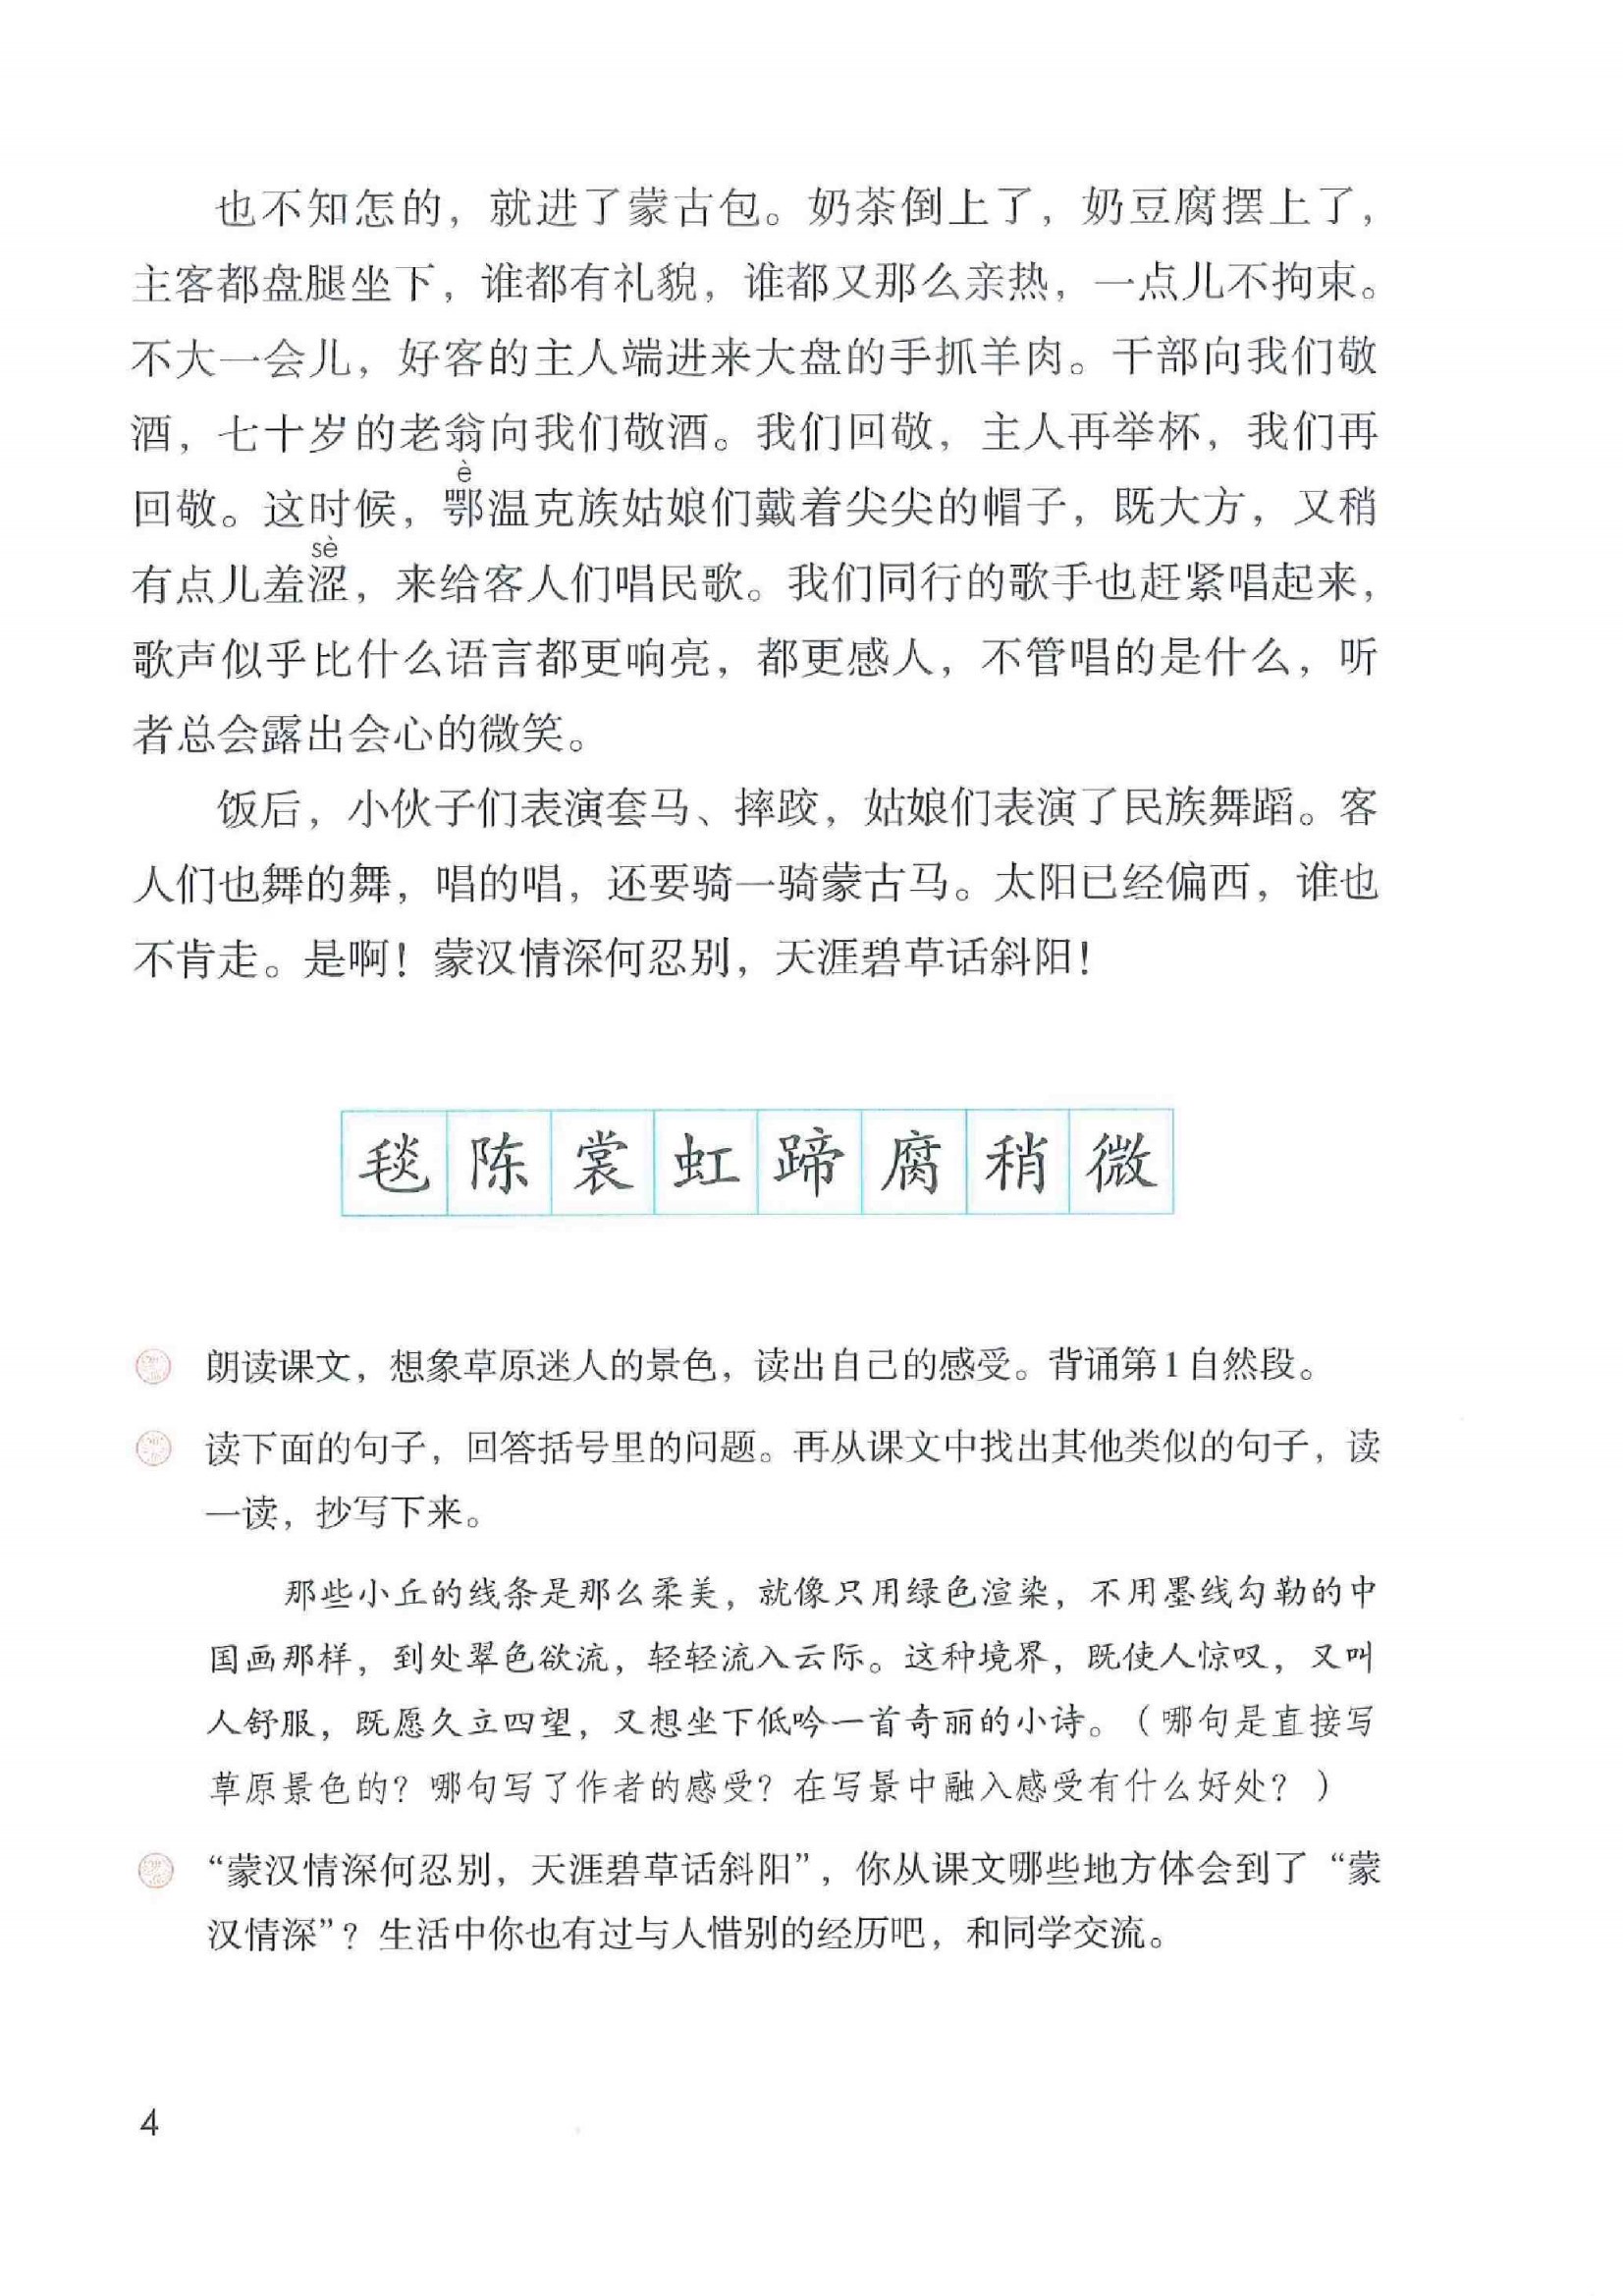 也不知怎的，就进了蒙古包。奶茶倒上了，奶豆腐摆上了，
主客都盘腿坐下，谁都有礼貌，谁都又那么亲热，一点儿不拘束。
不大一会儿，好客的主人端进来大盘的手抓羊肉。干部向我们敬
酒，七十岁的老翁向我们敬酒。我们回敬，主人再举杯，我们再
è
回敬。这时候，鄂温克族姑娘们戴着尖尖的帽子，既大方，又稍
sè
有点儿羞涩，来给客人们唱民歌。我们同行的歌手也赶紧唱起来，
歌声似乎比什么语言都更响亮，都更感人，不管唱的是什么，听
者总会露出会心的微笑。
饭后，小伙子们表演套马、摔跤，姑娘们表演了民族舞蹈。客
人们也舞的舞，唱的唱，还要骑一骑蒙古马。太阳已经偏西，谁也
不肯走。是啊！蒙汉情深何忍别，天涯碧草话斜阳！
毯 陈 裳 虹 蹄 腐 稍 微
朗读课文，想象草原迷人的景色，读出自己的感受。背诵第1自然段。
读下面的句子，回答括号里的问题。再从课文中找出其他类似的句子，读
一读，抄写下来。
那些小丘的线条是那么柔美，就像只用绿色渲染，不用墨线勾勒的中
国画那样，到处翠色欲流，轻轻流入云际。这种境界，既使人惊叹，又叫
人舒服，既愿久立四望，又想坐下低吟一首奇丽的小诗。（哪句是直接写
草原景色的？哪句写了作者的感受？在写景中融入感受有什么好处？）
“蒙汉情深何忍别，天涯碧草话斜阳”，你从课文哪些地方体会到了“蒙
汉情深”？生活中你也有过与人惜别的经历吧，和同学交流。
4